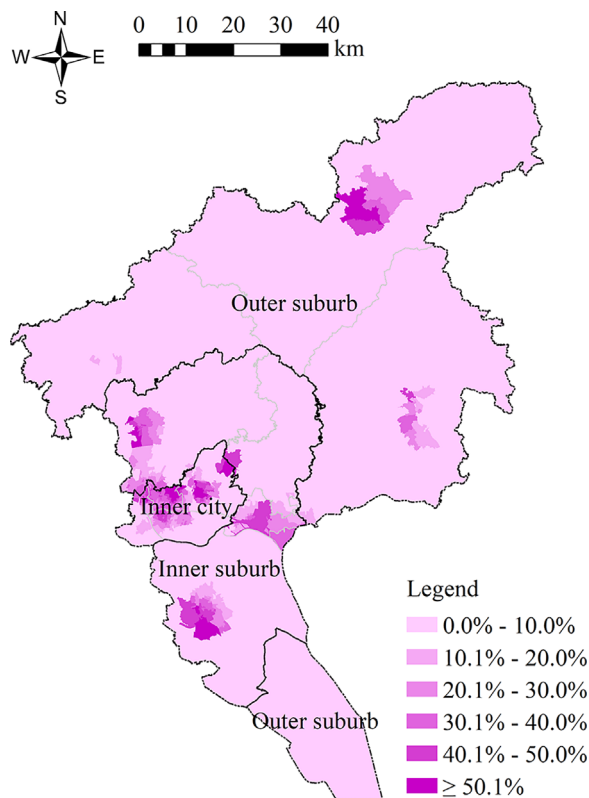 N
W E
S
0 10 20 30 40
km
Outer suburb
Inner city
Inner suburb
Outer suburb
Legend
0.0% - 10.0%
10.1% - 20.0%
20.1% - 30.0%
30.1% - 40.0%
40.1% - 50.0%
≥ 50.1%